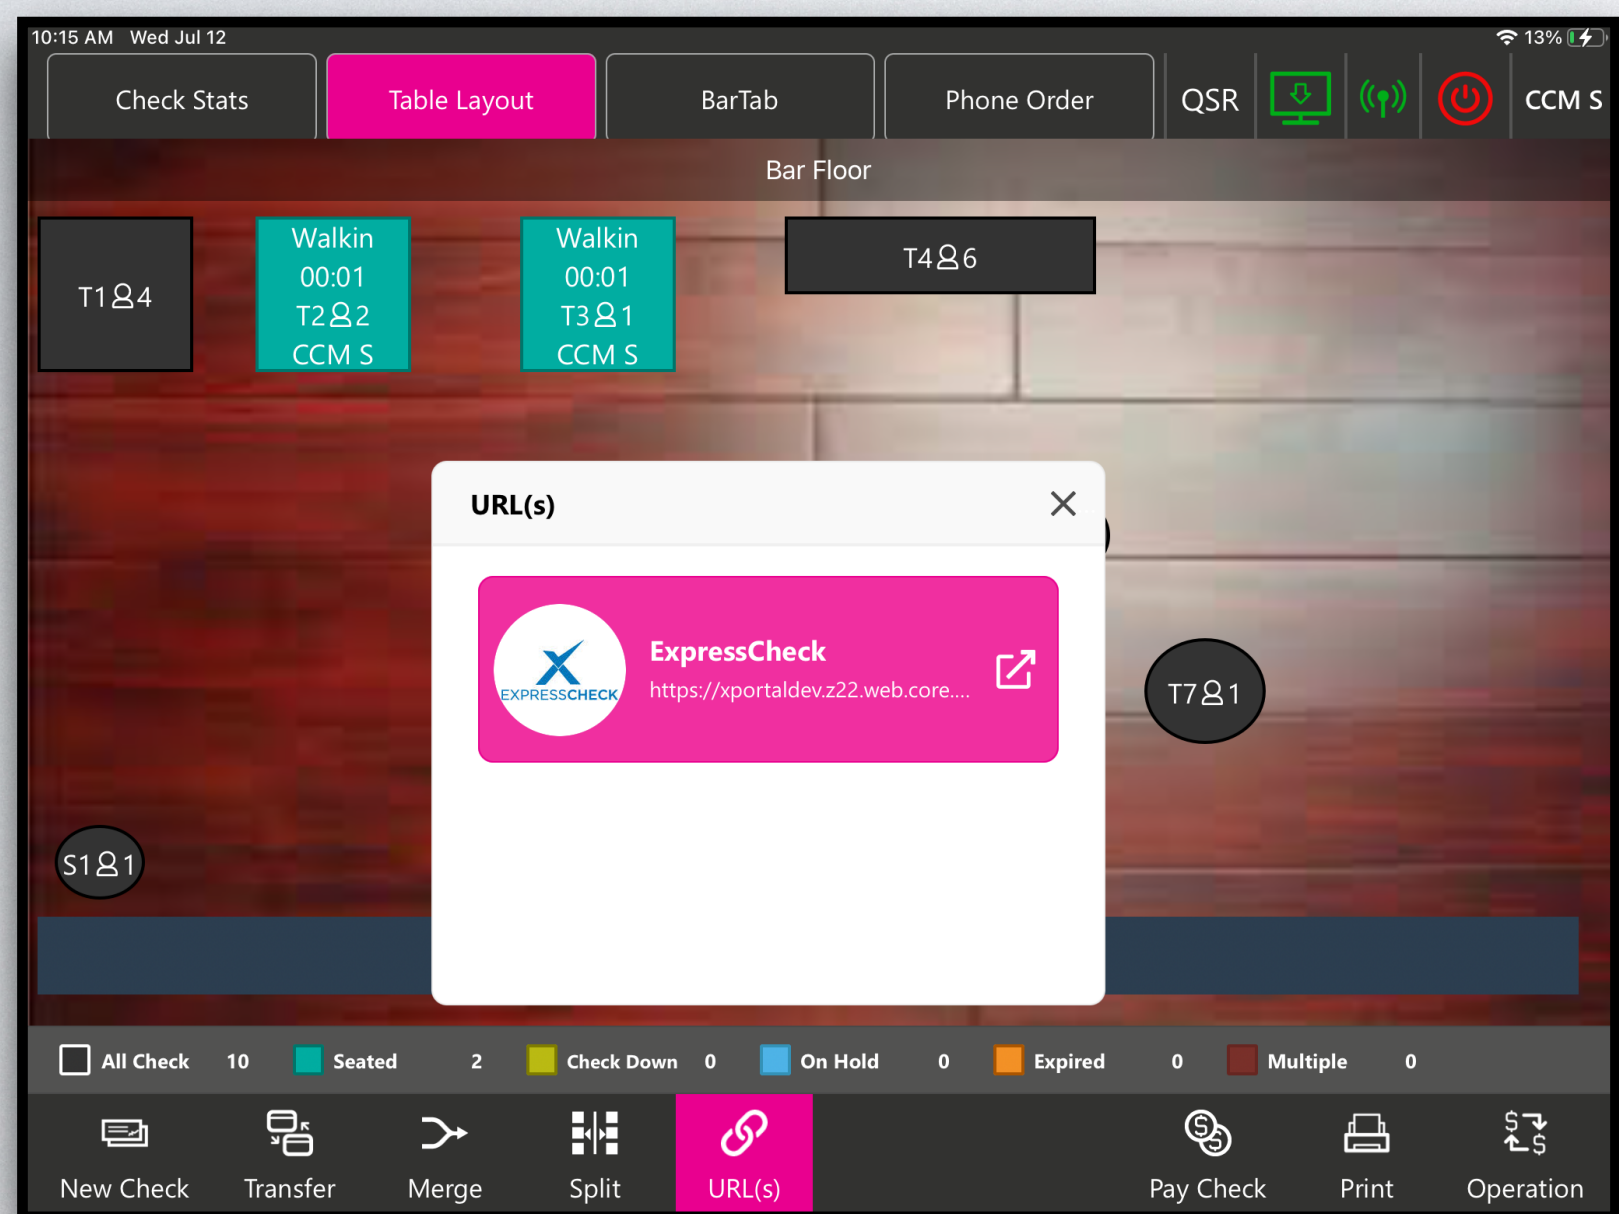 10:15 AM Wed Jul 12
13%
Check Stats
Table Layout
BarTab
Phone Order
QSR
CCM S
Bar Floor
T1 4
Walkin
00:01
T2 2
CCM S
Walkin
00:01
T3 1
CCM S
T4 6
URL(s)
EXPRESSCHECK
ExpressCheck
https://xportaldev.z22.web.core....
T7 1
S1 1
All Check 10
Seated 2
Check Down 0
On Hold 0
Expired 0
Multiple 0
New Check
Transfer
Merge
Split
URL(s)
Pay Check
Print
Operation